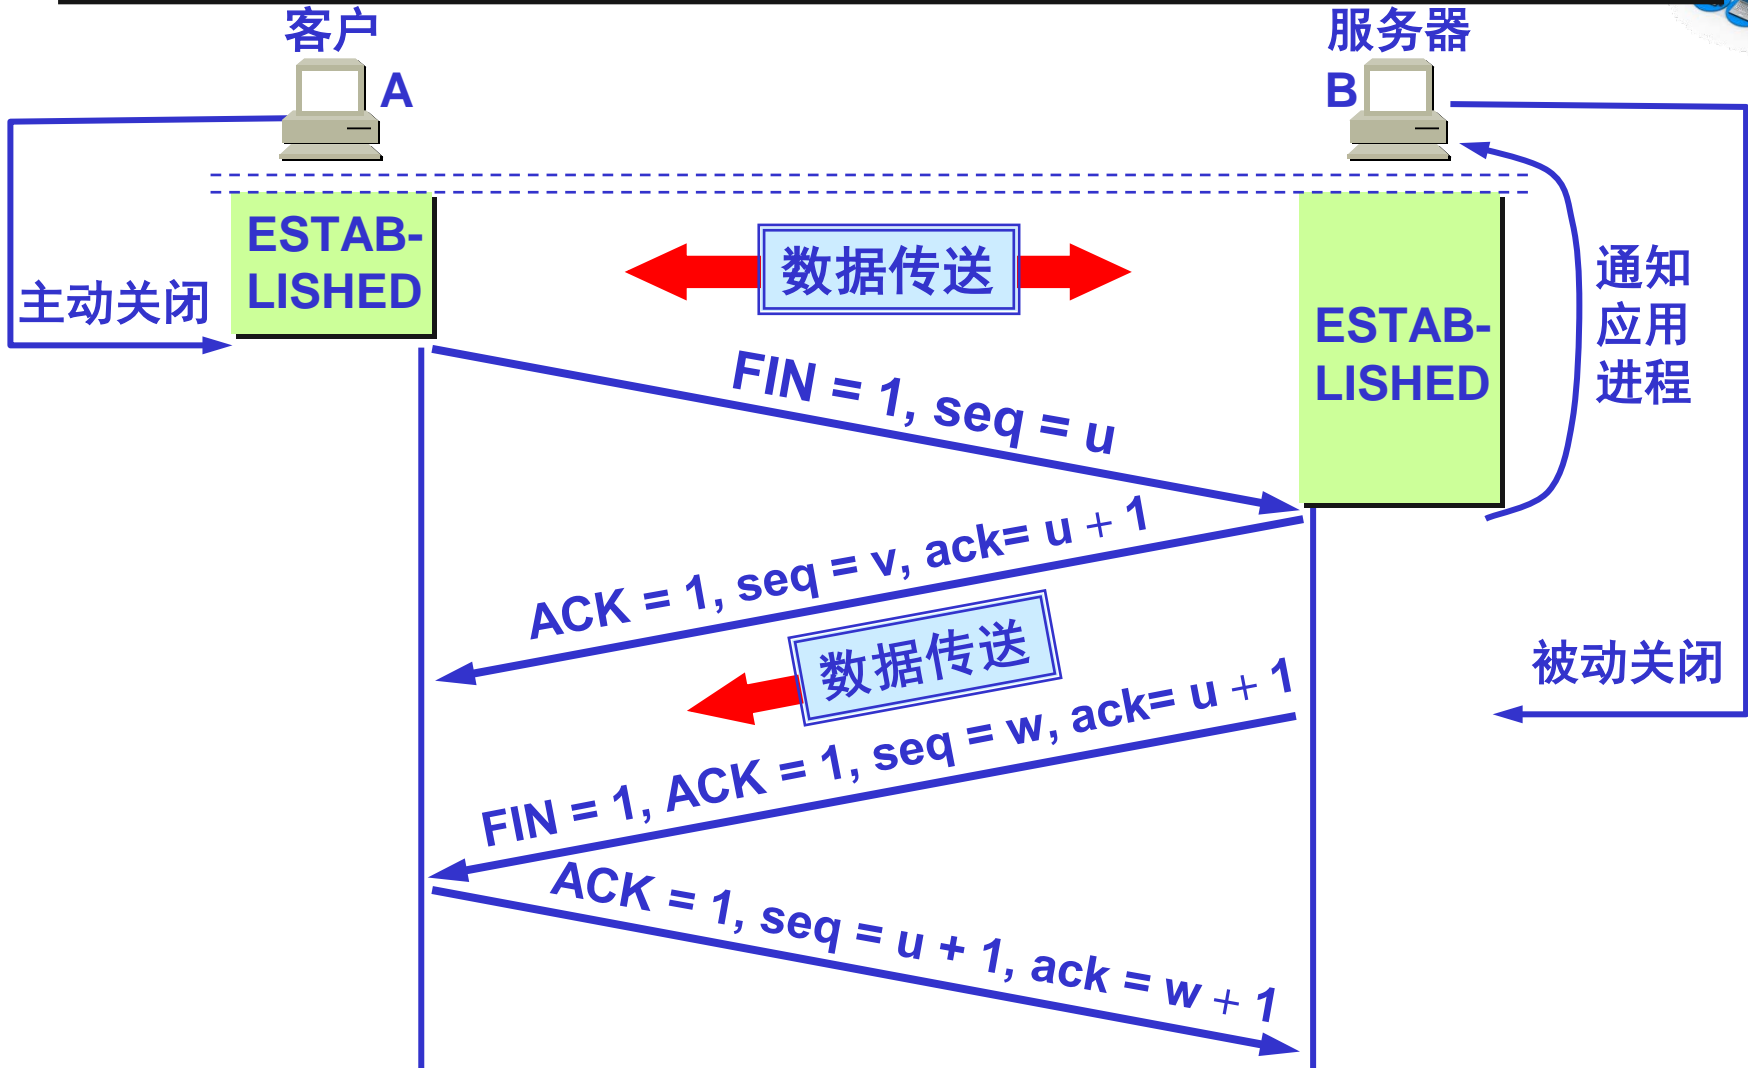 客户
A
服务器
B
ESTAB-
LISHED
数据传送
主动关闭
ESTAB-
LISHED
通知
应用
进程
FIN = 1, seq = u
ACK = 1, seq = v, ack= u + 1
数据传送
被动关闭
FIN = 1, ACK = 1, seq = w, ack= u + 1
ACK = 1, seq = u + 1, ack = w + 1